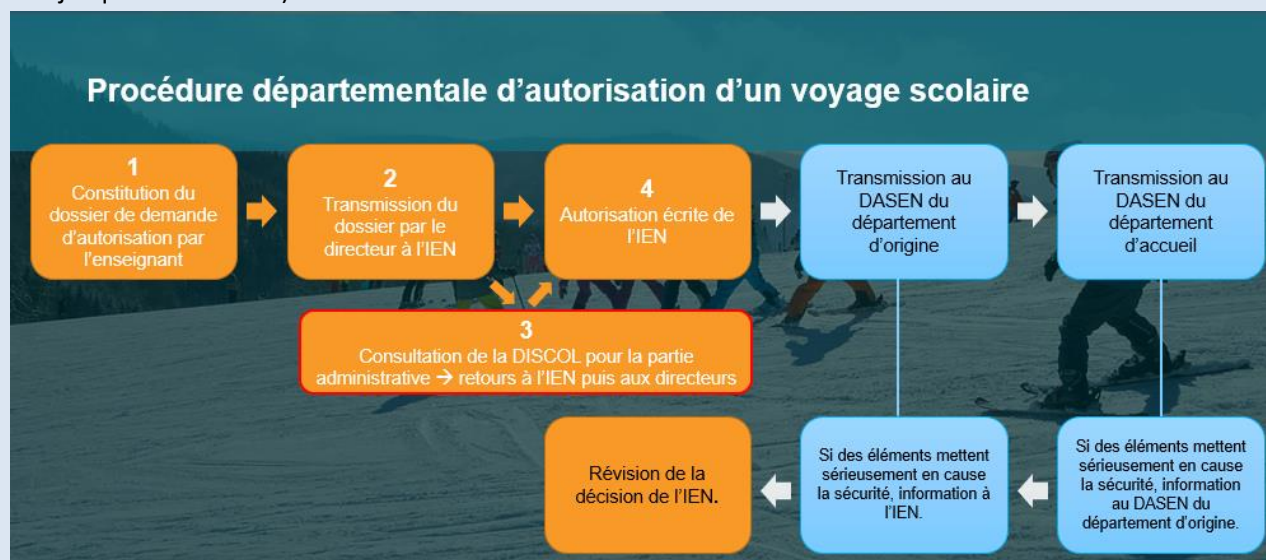 Procédure départementale d'autorisation d'un voyage scolaire
1
Constitution du
dossier de demande
d'autorisation par
l'enseignant
2
Transmission du
dossier par le
directeur à l'IEN
4
Autorisation écrite de
l'IEN
Transmission au
DASEN du
département
d'origine
Transmission au
DASEN du
département
d'accueil
3
Consultation de la DISCOL pour la partie
administrative → retours à l'IEN puis aux directeurs
Révision de la
décision de l'IEN.
Si des éléments mettent
sérieusement en cause
la sécurité, information à
l'IEN.
Si des éléments mettent
sérieusement en cause
la sécurité, information
au DASEN du
département d'origine.